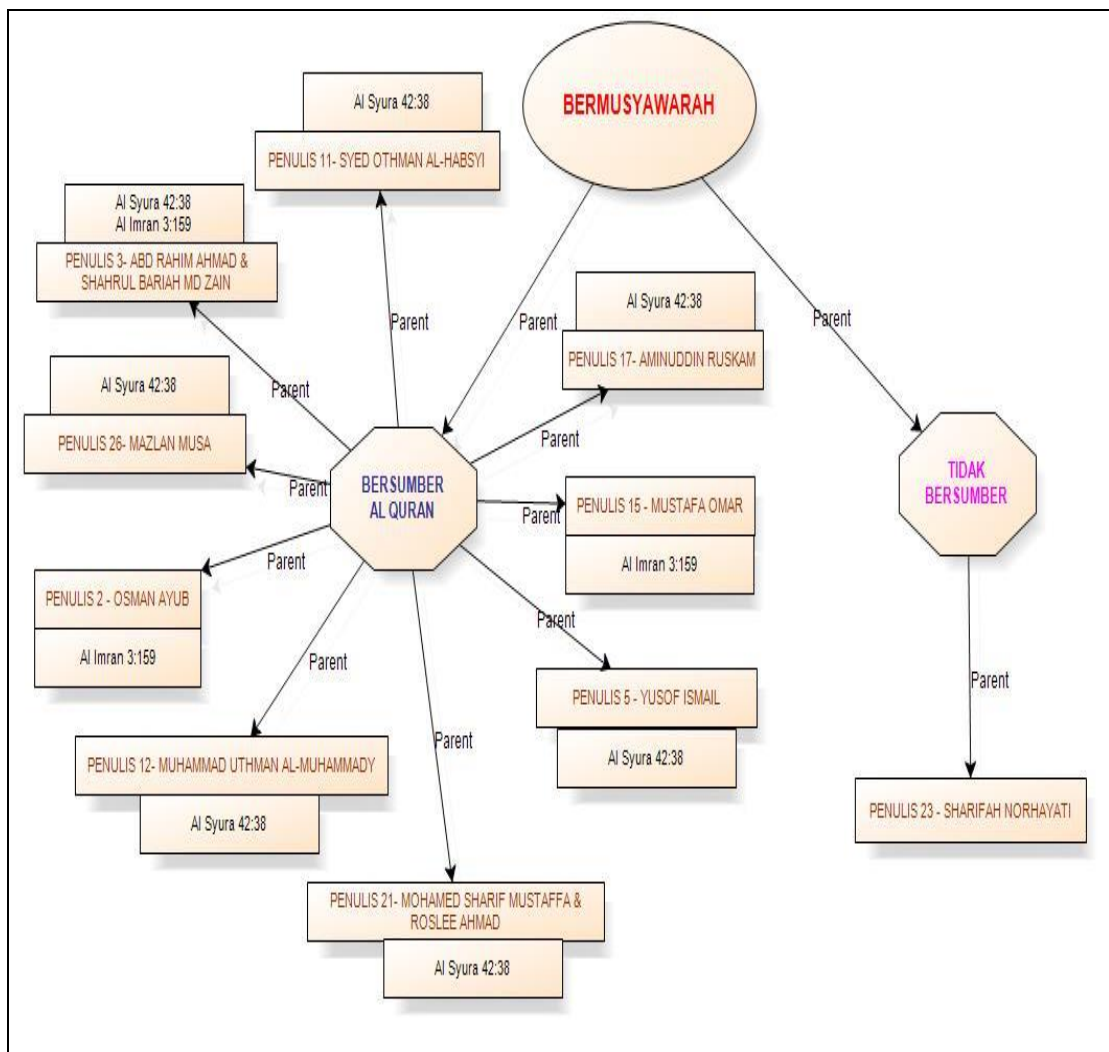 BERMUSYAWARAH
Al Syura 42:38
PENULIS 11- SYED OTHMAN AL-HABSYI
Al Syura 42:38
Al Imran 3:159
PENULIS 3- ABD RAHIM AHMAD &
SHAHRUL BARIAH MD ZAIN
Al Syura 42:38
PENULIS 17- AMINUDDIN RUSKAM
Parent
Parent
Parent
Parent
Al Syura 42:38
PENULIS 26- MAZLAN MUSA
Parent
Parent
BERSUMBER
AL QURAN
TIDAK
BERSUMBER
PENULIS 15 - MUSTAFA OMAR
Al Imran 3:159
Parent
Parent
PENULIS 2 - OSMAN AYUB
Al Imran 3:159
Parent
Parent
Parent
Parent
PENULIS 5 - YUSOF ISMAIL
Al Syura 42:38
PENULIS 12- MUHAMMAD UTHMAN AL-MUHAMMADY
Al Syura 42:38
PENULIS 23 - SHARIFAH NORHAYATI
PENULIS 21- MOHAMED SHARIF MUSTAFFA &
ROSLEE AHMAD
Al Syura 42:38